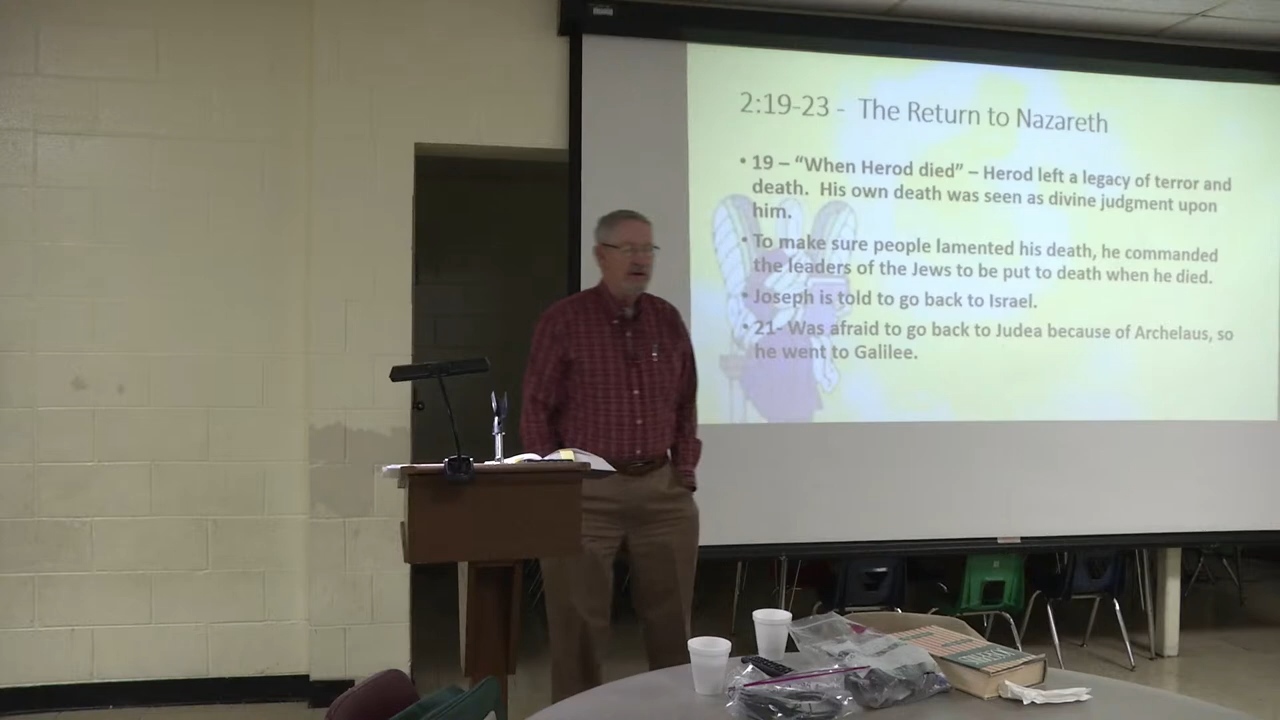 2:19-23 - The Return to Nazareth
• 19 – “When Herod died” – Herod left a legacy of terror and
death. His own death was seen as divine judgment upon
him.
• To make sure people lamented his death, he commanded
the leaders of the Jews to be put to death when he died.
• Joseph is told to go back to Israel.
• 21- Was afraid to go back to Judea because of Archelaus, so
he went to Galilee.